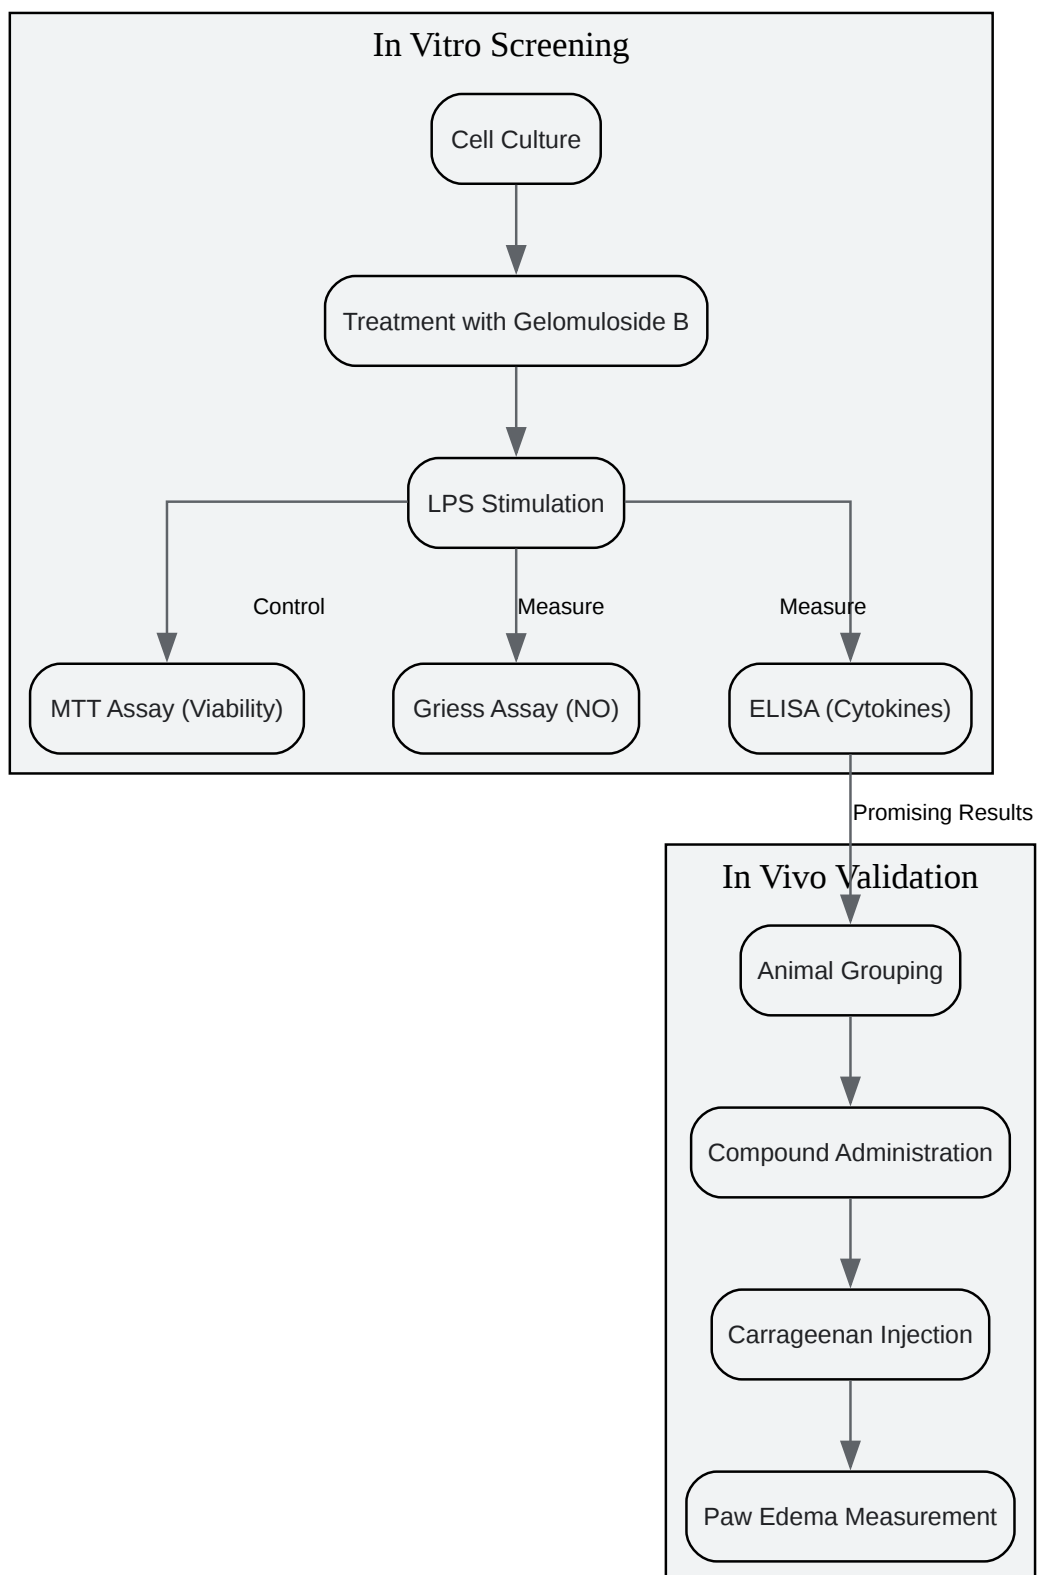 In Vitro Screening
Cell Culture
Treatment with Gelomuloside B
LPS Stimulation
Control
Measure
Measure
MTT Assay (Viability)
Griess Assay (NO)
ELISA (Cytokines)
Promising Results
In Vivo Validation
Animal Grouping
Compound Administration
Carrageenan Injection
Paw Edema Measurement